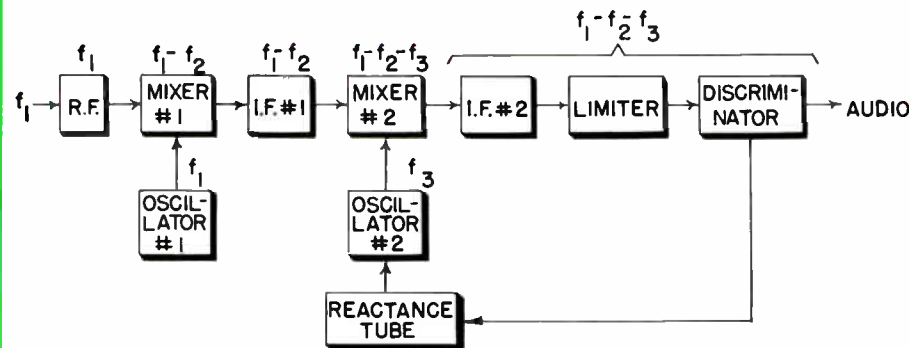 f1 - f2 - f3
f1
f1 - f2
f1 - f2
f1 - f2 - f3
f1
R.F.
MIXER
#1
I.F. #1
MIXER
#2
I.F. #2
LIMITER
DISCRIMI-
NATOR
AUDIO
f1
f3
OSCIL-
LATOR
#1
OSCIL-
LATOR
#2
REACTANCE
TUBE